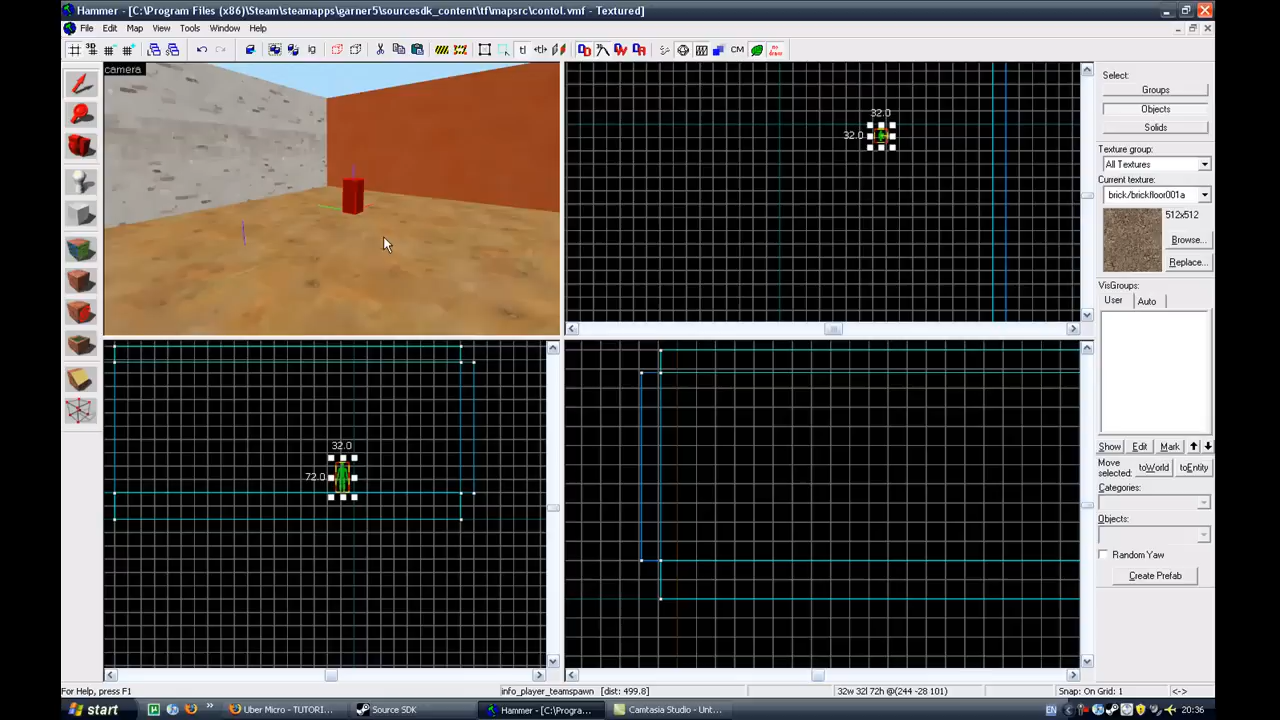 Hammer - [C:\Program Files (x86)\Steam\steamapps\garner5\sourcesdk_content\tf\mapsrc\contol.vmf - Textured]
File Edit Map View Tools Window Help
3D
ig
tl
CM
camera
Select:
Groups
Objects
Solids
Texture group:
All Textures
Current texture:
brick/brickfloor001a
512x512
Browse...
Replace...
VisGroups:
User Auto
Show Edit Mark
Move selected: toWorld toEntity
Categories:
Objects:
Random Yaw
Create Prefab
32.0
32.0
32.0
72.0
For Help, press F1
info_player_teamspawn [dist: 499.8]
32w 32l 72h @(244 -28 101)
Snap: On Grid: 1
<->
start
Uber Micro - TUTORI...
Source SDK
Hammer - [C:\Progra...
Camtasia Studio - Unt...
EN
20:36